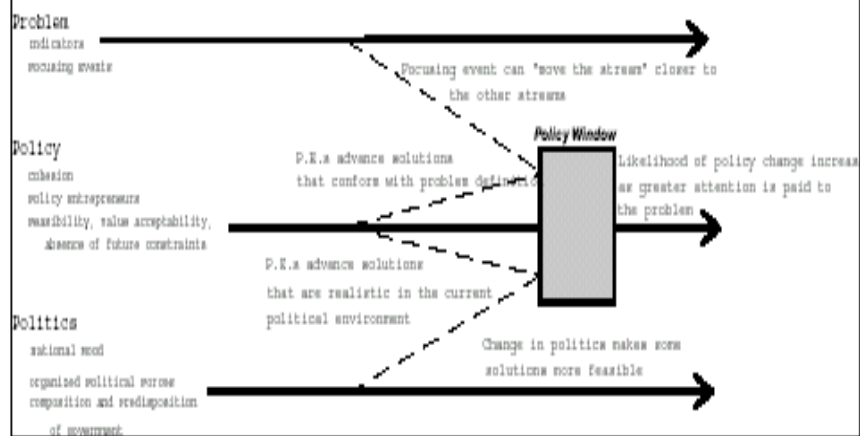 Problem
indicators
focusing events
Focusing event can "move the stream" closer to
the other streams
Policy Window
Policy
cohesion
Policy entrepreneurs
feasibility, value acceptability,
absence of future constraints
P.E.s advance solutions
that conform with problem definitio
Likelihood of policy change increas
as greater attention is paid to
the problem
P.E.s advance solutions
that are realistic in the current
political environment
Politics
national mood
organized political forces
composition and predisposition
of government
Change in politics makes some
solutions more feasible